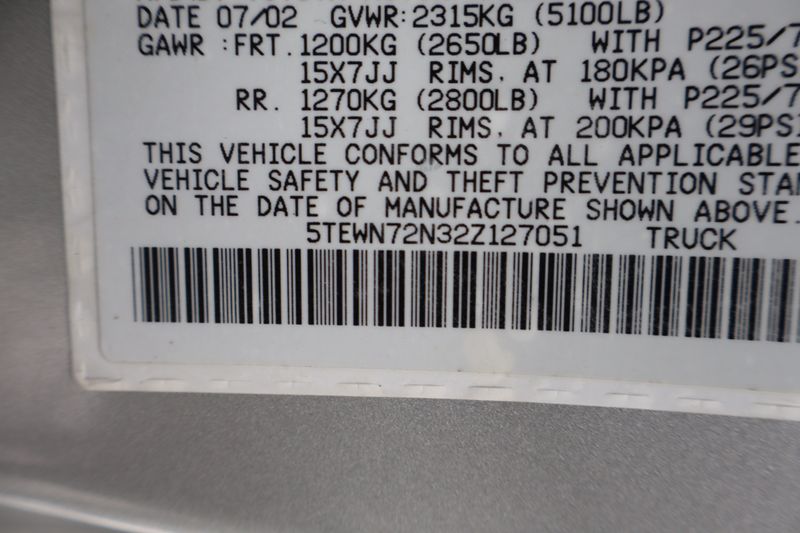 DATE 07/02 GVWR:2315KG (5100LB)
GAWR :FRT. 1200KG (2650LB) WITH P225/7
15X7JJ RIMS, AT 180KPA (26PS
RR. 1270KG (2800LB) WITH P225/7
15X7JJ RIMS, AT 200KPA (29PSI
THIS VEHICLE CONFORMS TO ALL APPLICABLE
VEHICLE SAFETY AND THEFT PREVENTION STA
ON THE DATE OF MANUFACTURE SHOWN ABOVE.
5TEWN72N32Z127051 TRUCK